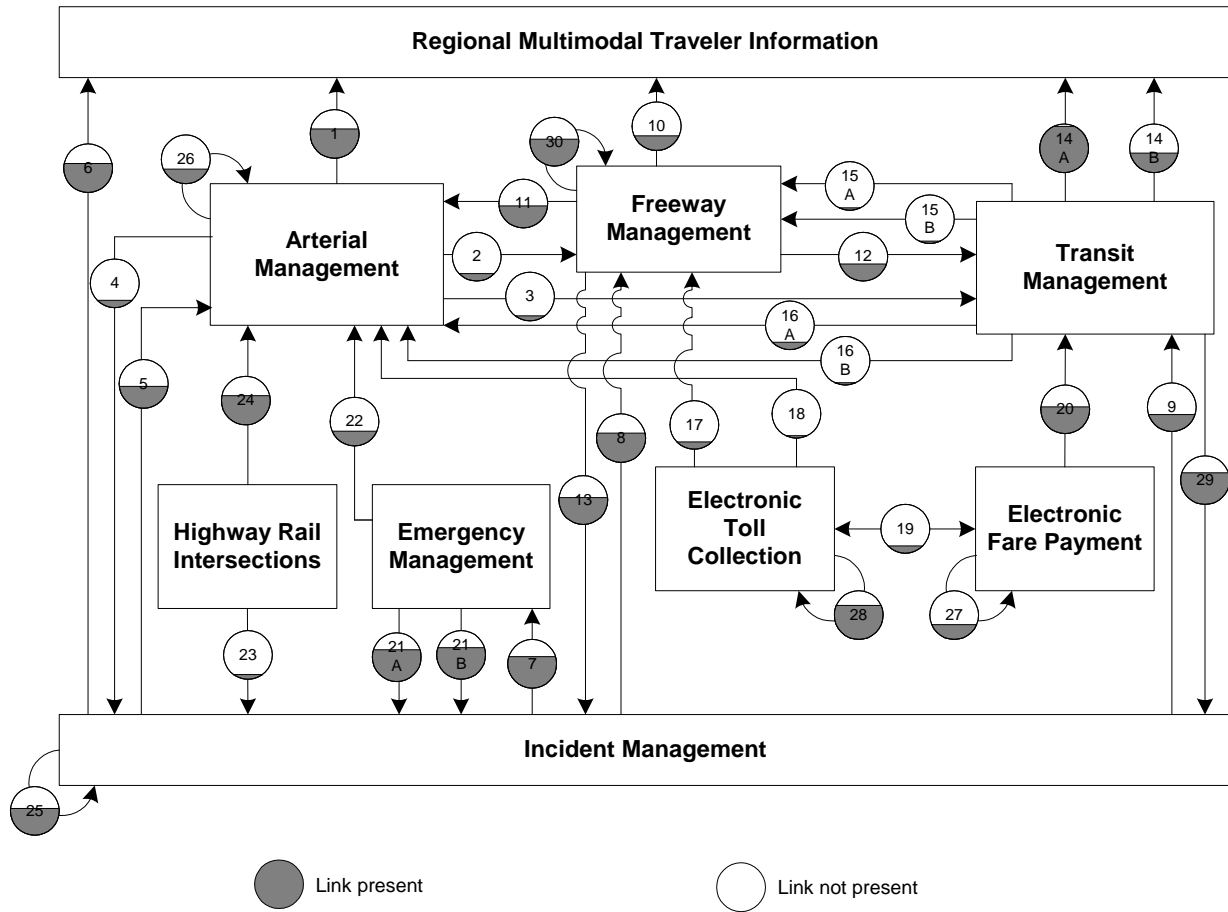 Regional Multimodal Traveler Information
6
26
1
30
10
14
A
14
B
11
15
A
15
B
Arterial
Management
Freeway
Management
Transit
Management
2
12
4
3
16
A
16
B
5
24
22
8
17
18
20
9
13
29
Highway Rail
Intersections
Emergency
Management
Electronic
Toll
Collection
19
Electronic
Fare Payment
28
27
23
21
A
21
B
7
Incident Management
25
Link present
Link not present